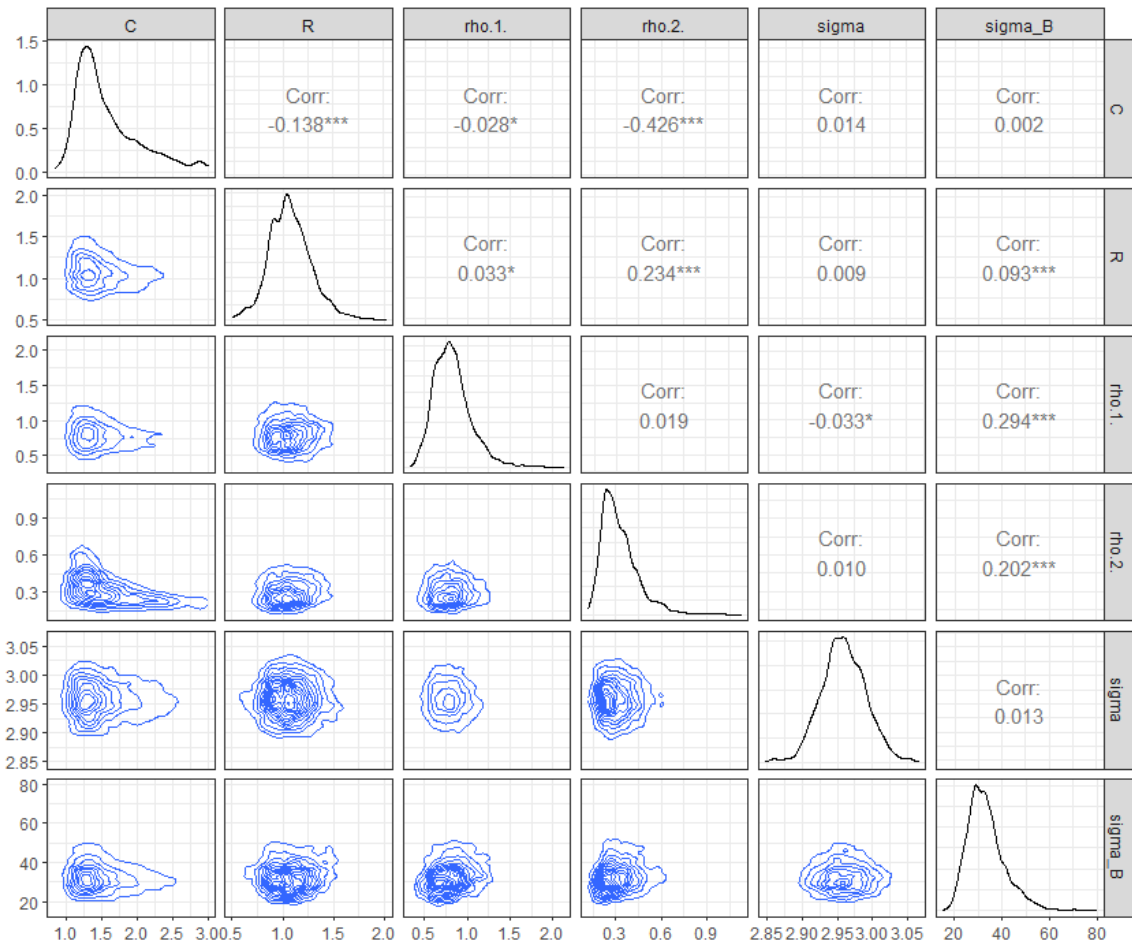 C R rho.1. rho.2. sigma sigma_B
1.5
1.0
0.5
0.0
Corr:
-0.138***
Corr:
-0.028*
Corr:
-0.426***
Corr:
0.014
Corr:
0.002
C
2.0
1.5
1.0
0.5
Corr:
0.033*
Corr:
0.234***
Corr:
0.009
Corr:
0.093***
R
2.0
1.5
1.0
0.5
Corr:
0.019
Corr:
-0.033*
Corr:
0.294***
rho.1.
0.9
0.6
0.3
Corr:
0.010
Corr:
0.202***
rho.2.
3.05
3.00
2.95
2.90
2.85
Corr:
0.013
sigma
80
60
40
20
sigma_B
1.0 1.5 2.0 2.5 3.0 0.5 1.0 1.5 2.0 0.5 1.0 1.5 2.0 0.3 0.6 0.9 2.85 2.90 2.95 3.00 3.05 20 40 60 80